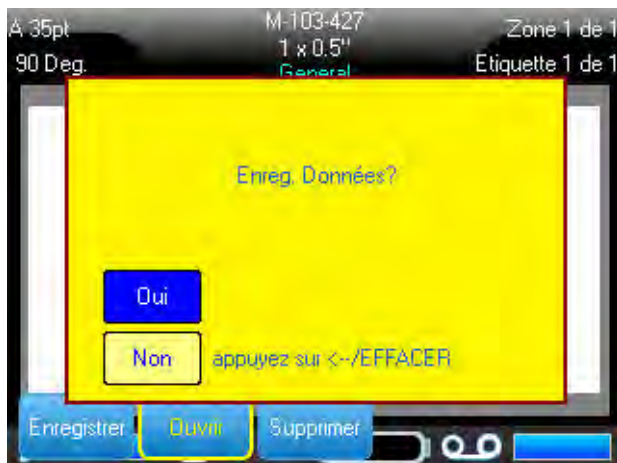 A 35pt M-103-427 Zone 1 de 1
90 Deg. 1 x 0.5" Etiquette 1 de 1
General
Enreg. Données?
Oui
Non appuyez sur <--/EFFACER
Enregistrer Ouvrir Supprimer